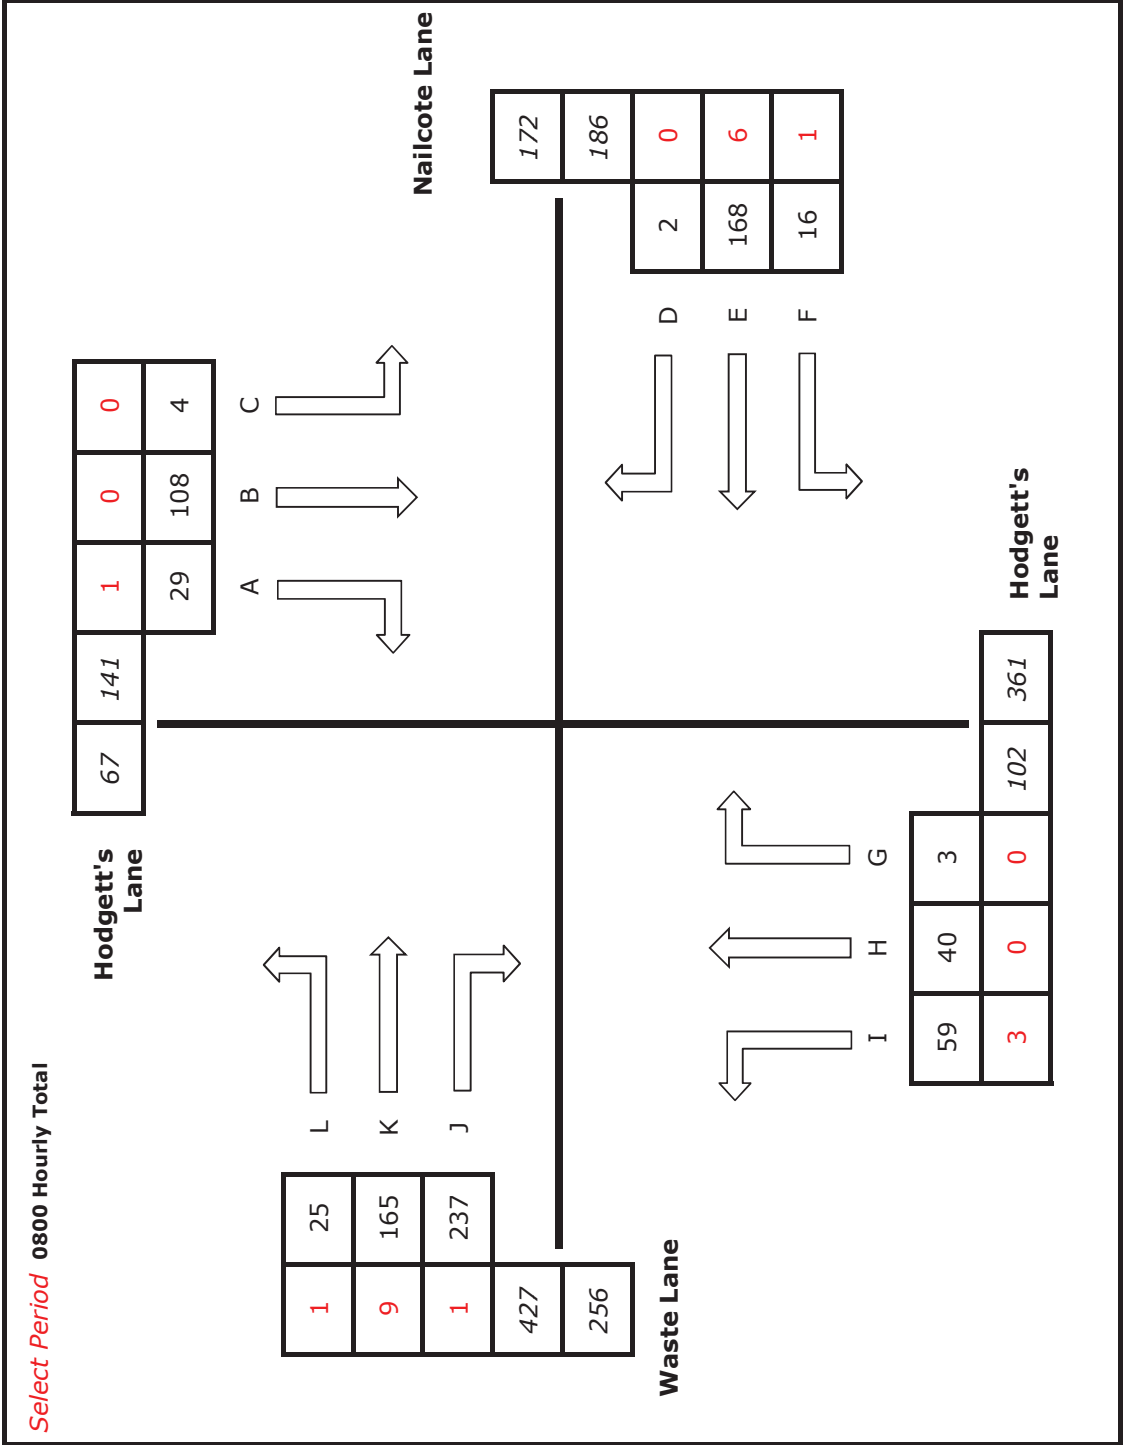 Select Period 0800 Hourly Total
Hodgett's
Lane
67 141 1 0 0
29 108 4
A B C
1 25 L
9 165 K
1 237 J
427
256
Waste Lane
Nailcote Lane
172
186
D 2 0
E 168 6
F 16 1
I H G
59 40 3
3 0 0 102 361
Hodgett's
Lane